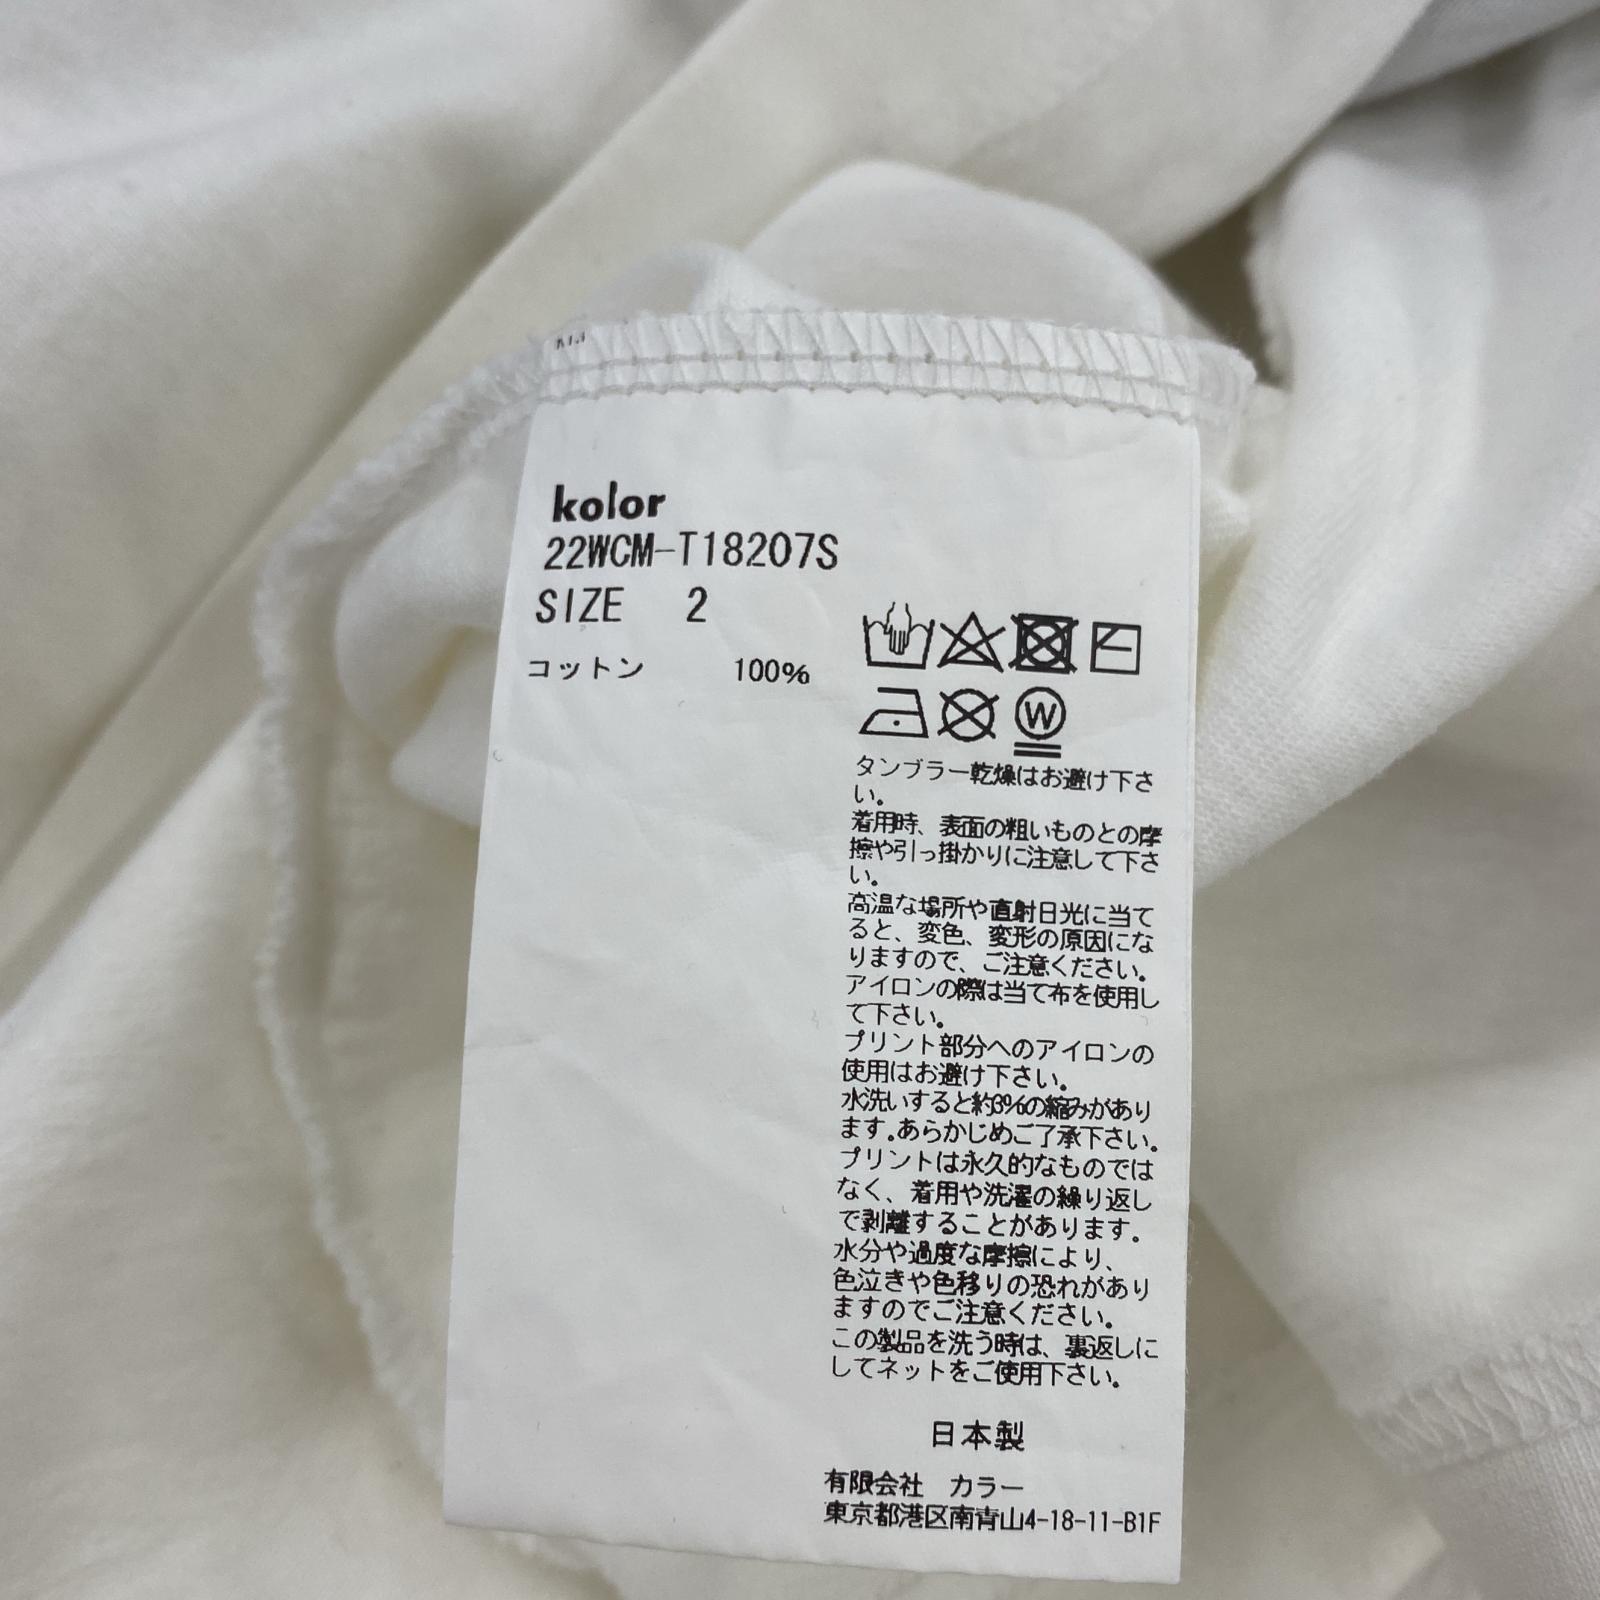 kolor
22WCM-T18207S
SIZE 2
コットン 100%
W
タンブラー乾燥はお避け下さ
い。
着用時、表面の粗いものとの摩
擦や引っ掛かりに注意して下さ
い。
高温な場所や直射日光に当て
ると、変色、変形の原因にな
りますので、ご注意ください。
アイロンの際は当て布を使用し
て下さい。
プリント部分へのアイロンの
使用はお避け下さい。
水洗いすると約3%の縮みがあり
ます。あらかじめご了承下さい。
プリントは永久的なものでは
なく、着用や洗濯の繰り返し
で剥離することがあります。
水分や過度な摩擦により、
色泣きや色移りの恐れがあり
ますのでご注意ください。
この製品を洗う時は、裏返しに
してネットをご使用下さい。
日本製
有限会社 カラー
東京都港区南青山4-18-11-B1F